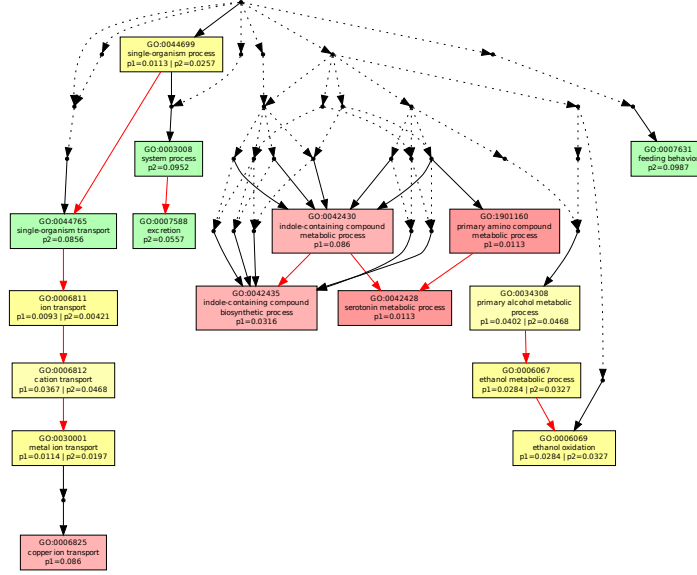 GO:0044699
single-organism process
p1=0.0113 | p2=0.0257
GO:0003008
system process
p2=0.0952
GO:0007631
feeding behavio
p2=0.0987
GO:0044765
single-organism transport
p2=0.0856
GO:0007588
excretion
p2=0.0557
GO:0042430
indole-containing compound
metabolic process
p1=0.086
GO:1901160
primary amino compound
metabolic process
p1=0.0113
GO:0006811
ion transport
p1=0.0093 | p2=0.00421
GO:0042435
indole-containing compound
biosynthetic process
p1=0.0316
GO:0042428
serotonin metabolic process
p1=0.0113
GO:0034308
primary alcohol metabolic
process
p1=0.0402 | p2=0.0468
GO:0006812
cation transport
p1=0.0367 | p2=0.0468
GO:0006067
ethanol metabolic process
p1=0.0284 | p2=0.0327
GO:0030001
metal ion transport
p1=0.0114 | p2=0.0197
GO:0006069
ethanol oxidation
p1=0.0284 | p2=0.0327
GO:0006825
copper ion transport
p1=0.086